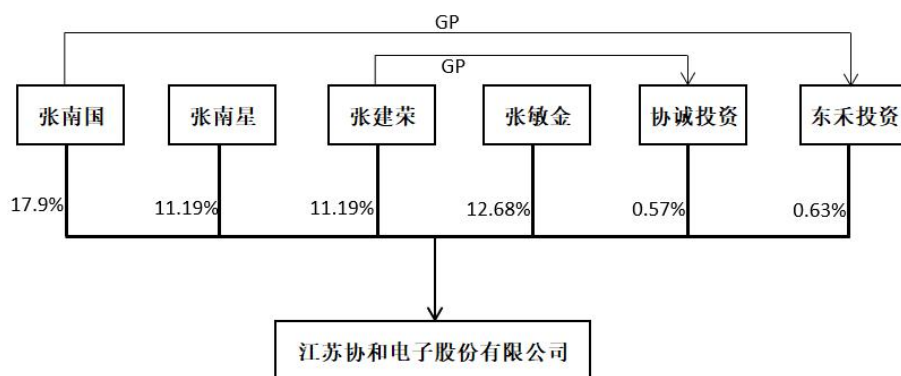 GP
GP
张南国
张南星
张建荣
张敏金
协诚投资
东禾投资
17.9%
11.19%
11.19%
12.68%
0.57%
0.63%
江苏协和电子股份有限公司